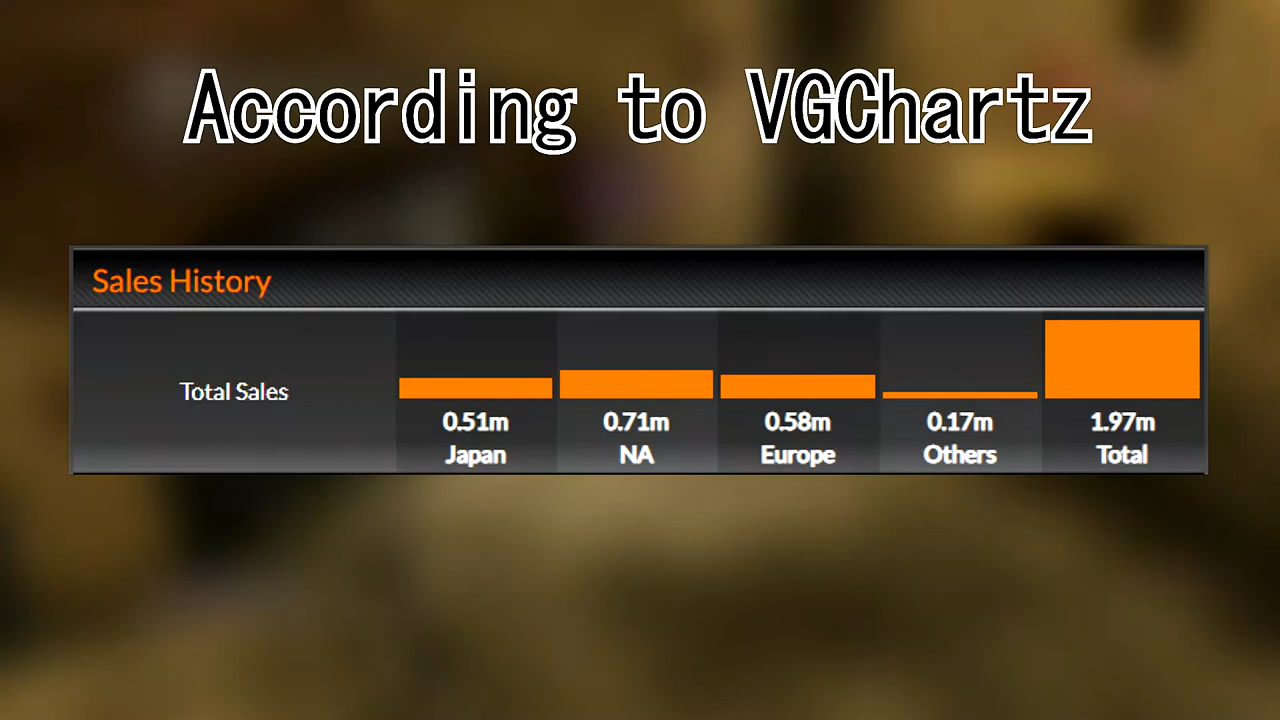 According to VGChartz
Sales History
Total Sales
0.51m 0.71m 0.58m 0.17m 1.97m
Japan NA Europe Others Total